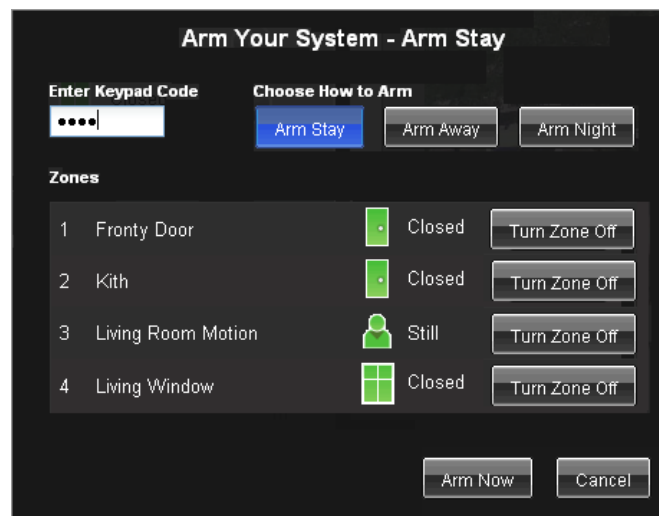 Arm Your System - Arm Stay
Enter Keypad Code Choose How to Arm
•••• Arm Stay Arm Away Arm Night
Zones
1 Fronty Door Closed Turn Zone Off
2 Kith Closed Turn Zone Off
3 Living Room Motion Still Turn Zone Off
4 Living Window Closed Turn Zone Off
Arm Now Cancel